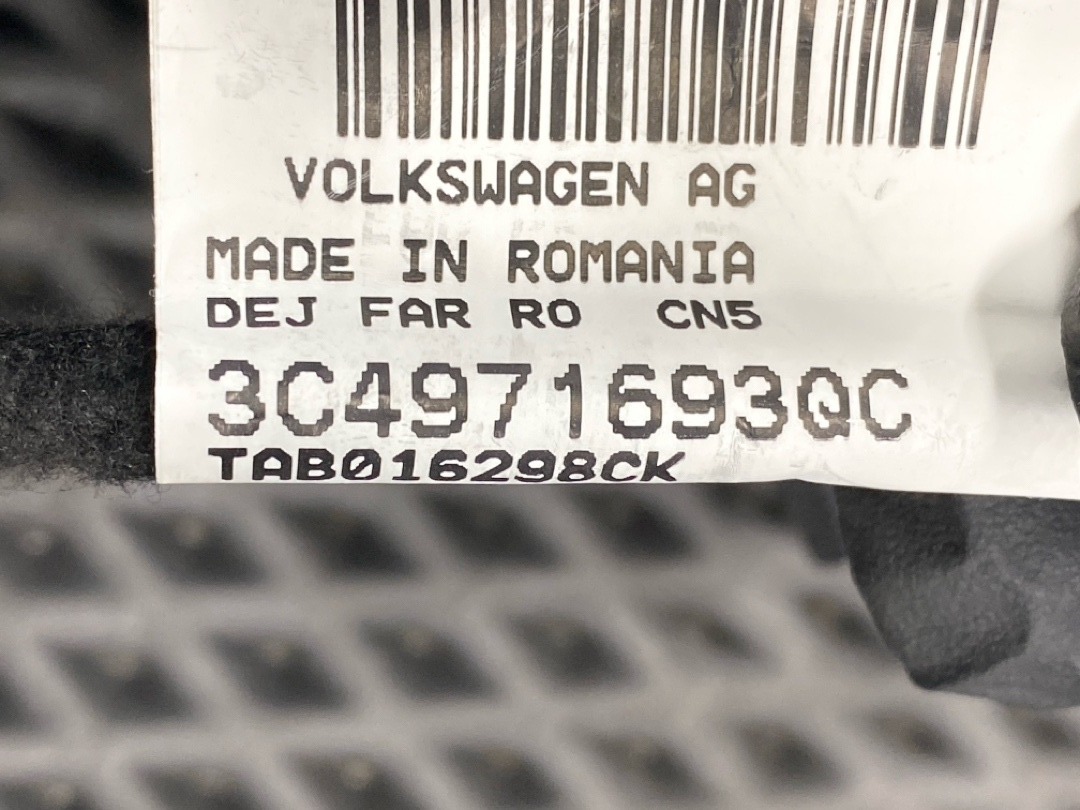 VOLKSWAGEN AG
MADE IN ROMANIA
DEJ FAR RO CN5
3C4971693QC
TAB016298CK